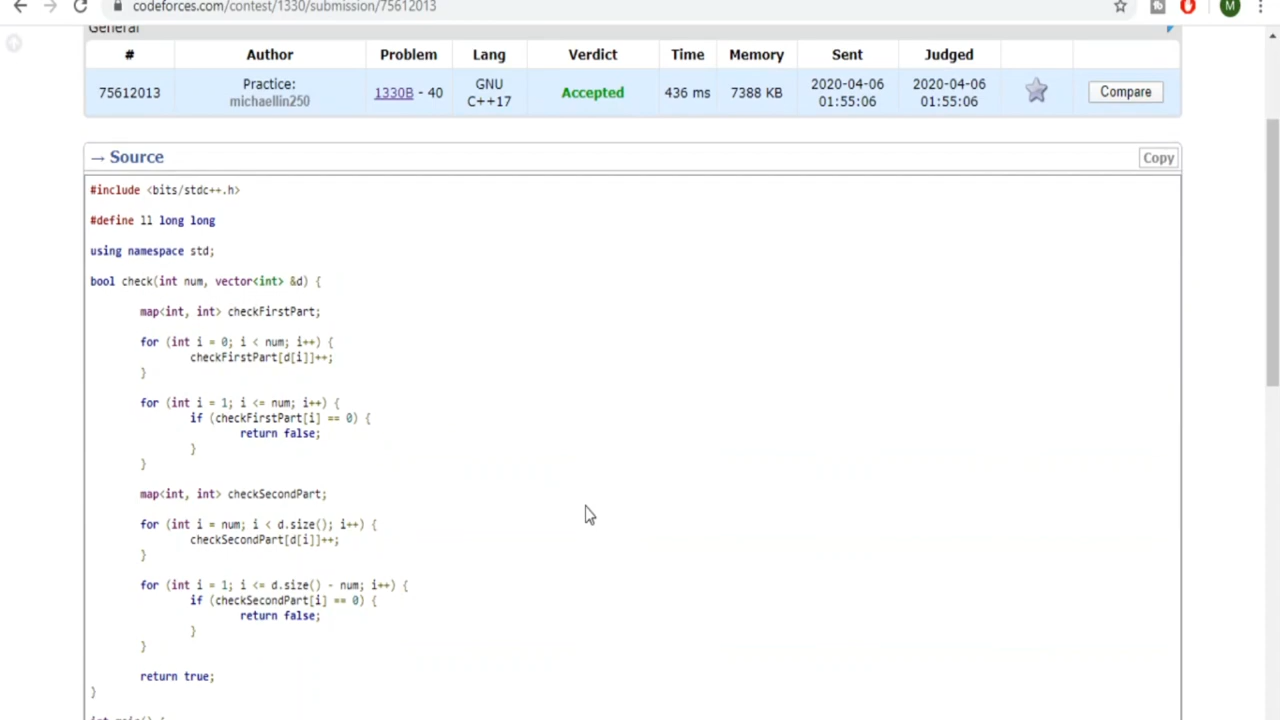 codeforces.com/contest/1330/submission/75612013
M
General
# Author Problem Lang Verdict Time Memory Sent Judged
75612013 Practice: michaellin250 1330B - 40 GNU C++17 Accepted 436 ms 7388 KB 2020-04-06 01:55:06 2020-04-06 01:55:06 Compare
→ Source Copy
#include <bits/stdc++.h>
#define ll long long
using namespace std;
bool check(int num, vector<int> &d) {
map<int, int> checkFirstPart;
for (int i = 0; i < num; i++) {
checkFirstPart[d[i]]++;
}
for (int i = 1; i <= num; i++) {
if (checkFirstPart[i] == 0) {
return false;
}
}
map<int, int> checkSecondPart;
for (int i = num; i < d.size(); i++) {
checkSecondPart[d[i]]++;
}
for (int i = 1; i <= d.size() - num; i++) {
if (checkSecondPart[i] == 0) {
return false;
}
}
return true;
}
int main() {